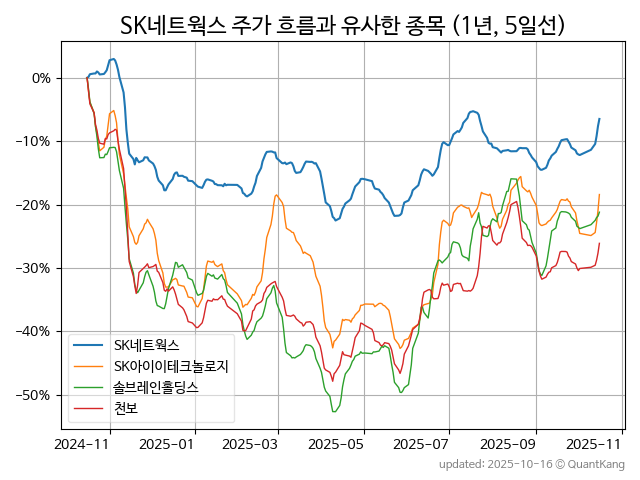 SK네트웍스 주가 흐름과 유사한 종목 (1년, 5일선)
0%
-10%
-20%
-30%
-40%
-50%
SK네트웍스
SK아이이테크놀로지
솔브레인홀딩스
천보
2024-11 2025-01 2025-03 2025-05 2025-07 2025-09 2025-11
updated: 2025-10-16 © QuantKang